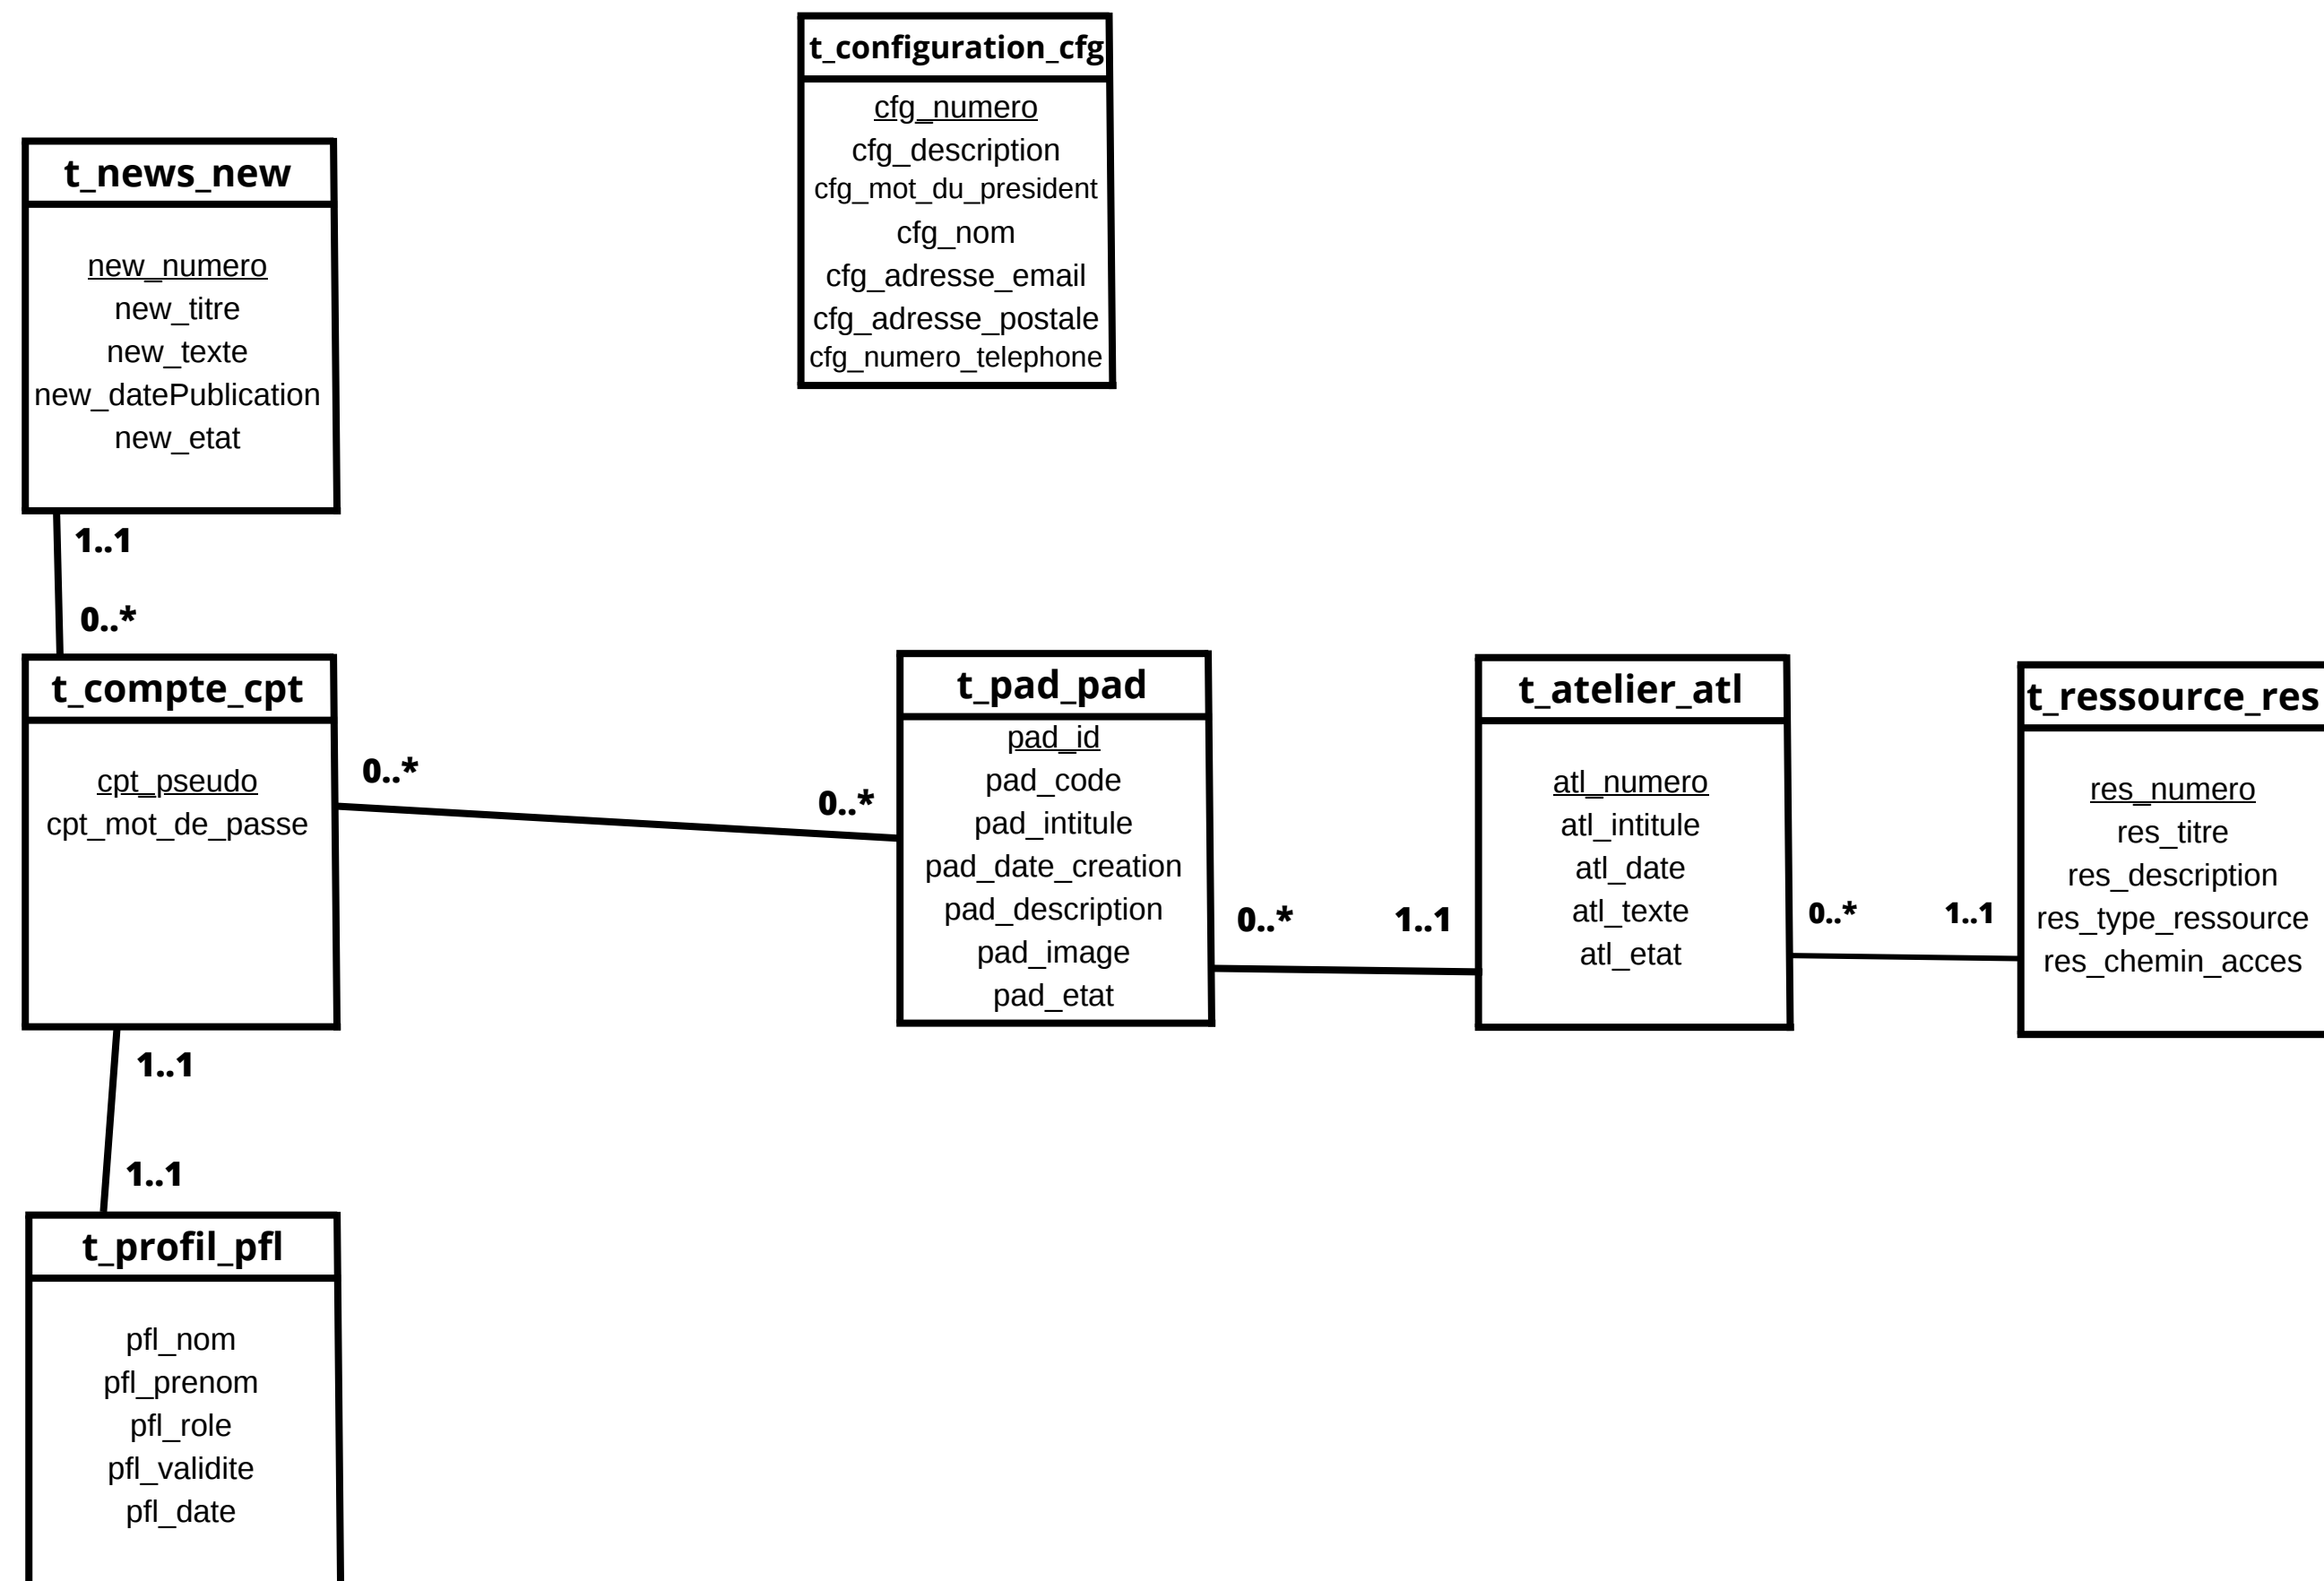 t_configuration_cfg
cfg_numero
cfg_description
cfg_mot_du_president
cfg_nom
cfg_adresse_email
cfg_adresse_postale
cfg_numero_telephone
t_news_new
new_numero
new_titre
new_texte
new_datePublication
new_etat
1..1
0..*
t_compte_cpt
cpt_pseudo
cpt_mot_de_passe
0..*
0..*
t_pad_pad
pad_id
pad_code
pad_intitule
pad_date_creation
pad_description
pad_image
pad_etat
0..*
1..1
t_atelier_atl
atl_numero
atl_intitule
atl_date
atl_texte
atl_etat
0..*
1..1
t_ressource_res
res_numero
res_titre
res_description
res_type_ressource
res_chemin_acces
1..1
1..1
t_profil_pfl
pfl_nom
pfl_prenom
pfl_role
pfl_validite
pfl_date